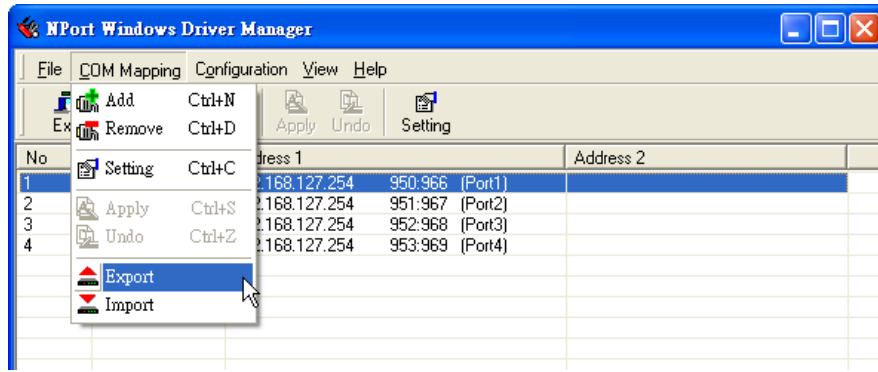 NPort Windows Driver Manager
File COM Mapping Configuration View Help
Add Ctrl+N
Remove Ctrl+D
Setting Ctrl+C
Apply Ctrl+S
Undo Ctrl+Z
Export
Import
Ex Apply Undo Setting
No dress 1 Address 2
1 2.168.127.254 950:966 (Port1)
2 2.168.127.254 951:967 (Port2)
3 2.168.127.254 952:968 (Port3)
4 2.168.127.254 953:969 (Port4)